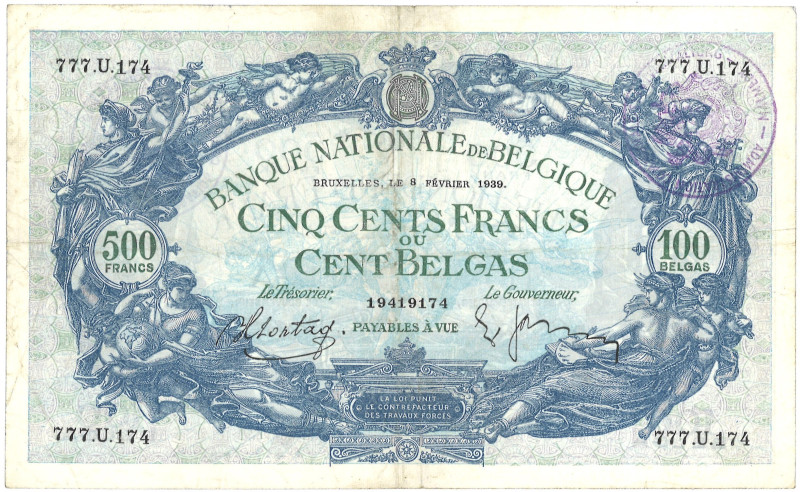 777.U.174 777.U.174
BANQUE NATIONALE DE BELGIQUE
BRUXELLES, LE 8 FÉVRIER 1939.
CINQ CENTS FRANCS
OU
CENT BELGAS
500
FRANCS
100
BELGAS
Le Trésorier, 19419174 Le Gouverneur,
PAYABLES À VUE
LA LOI PUNIT
LE CONTREFACTEUR
DES TRAVAUX FORCÉS
777.U.174 777.U.174